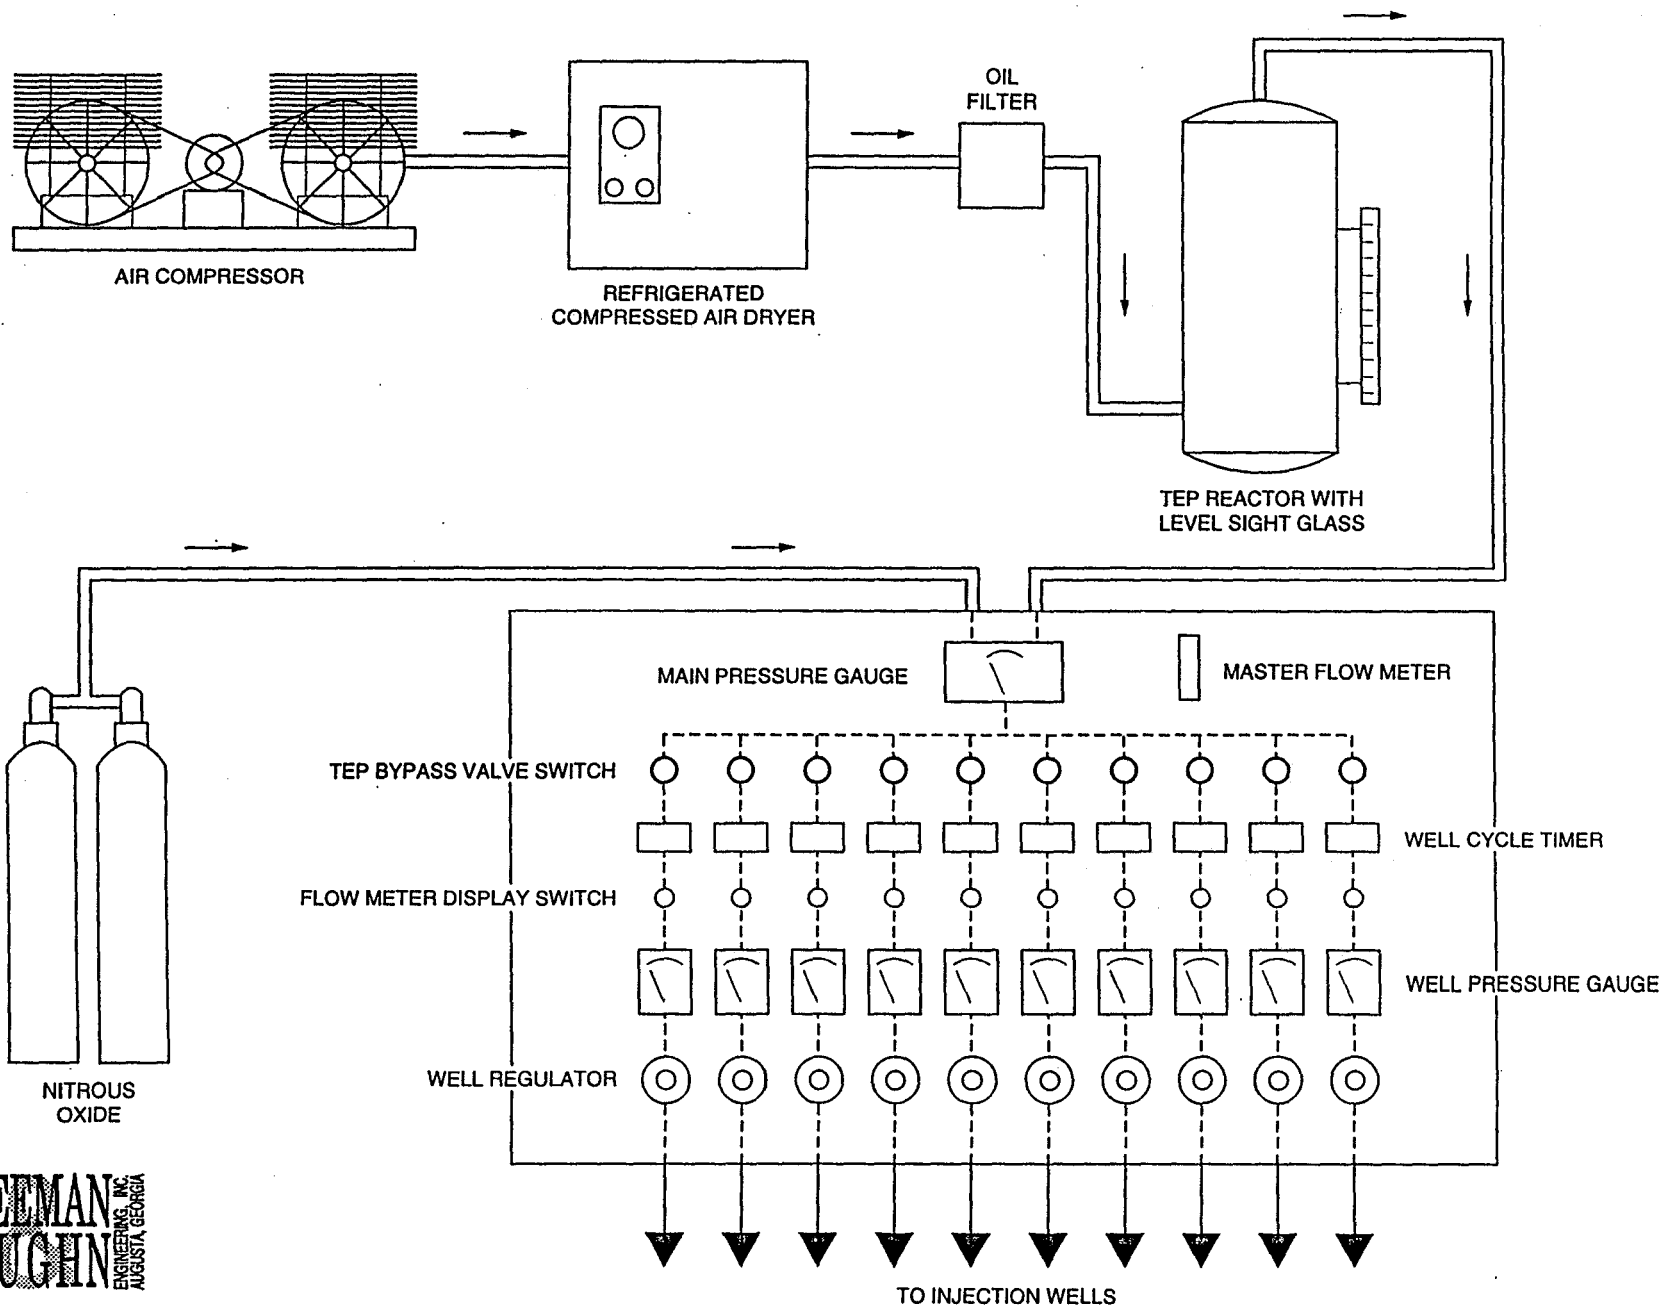 OIL
FILTER
AIR COMPRESSOR
REFRIGERATED
COMPRESSED AIR DRYER
TEP REACTOR WITH
LEVEL SIGHT GLASS
MAIN PRESSURE GAUGE
MASTER FLOW METER
TEP BYPASS VALVE SWITCH
WELL CYCLE TIMER
FLOW METER DISPLAY SWITCH
WELL PRESSURE GAUGE
WELL REGULATOR
NITROUS
OXIDE
EEMAN
UGHN
ENGINEERING, INC.
AUGUSTA, GEORGIA
TO INJECTION WELLS